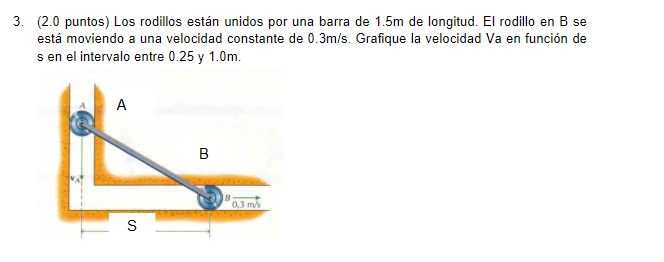 3. (2.0 puntos) Los rodillos están unidos por una barra de 1.5m de longitud. El rodillo en B se
está moviendo a una velocidad constante de 0.3m/s. Grafique la velocidad Va en función de
s en el intervalo entre 0.25 y 1.0m.
A
A
B
vA
B
0,3 m/s
S